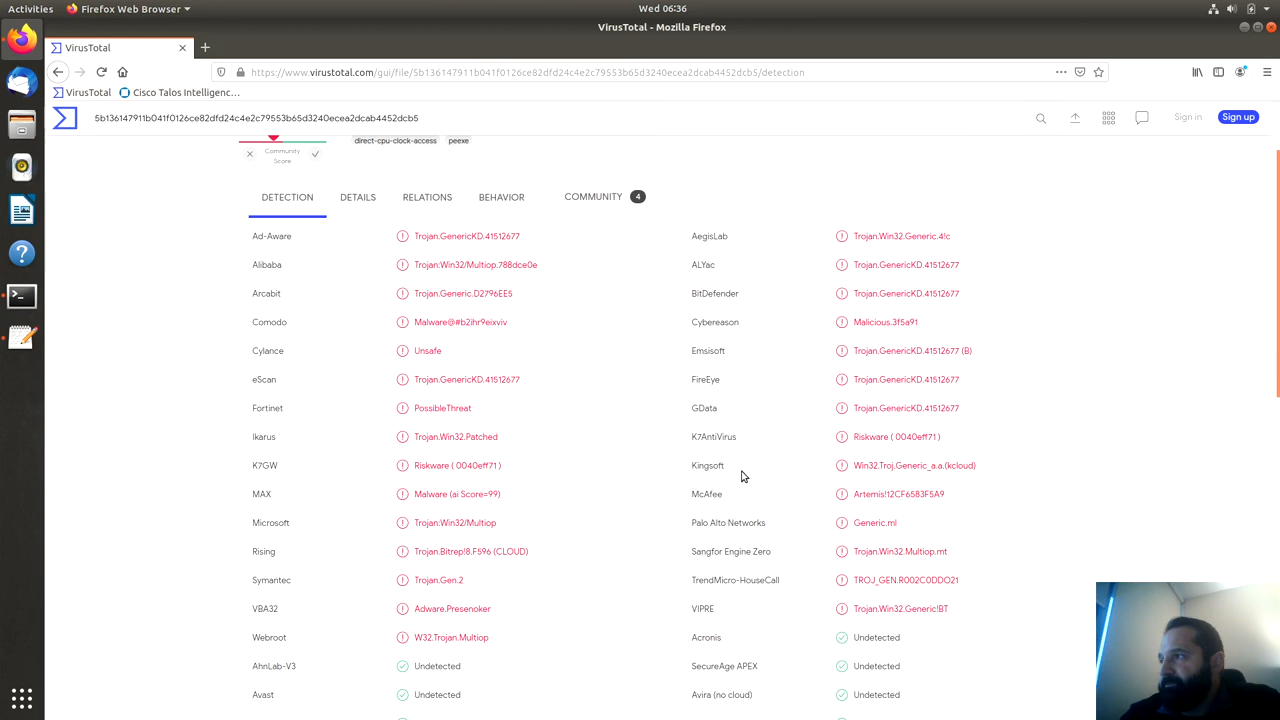 Activities Firefox Web Browser Wed 06:36
VirusTotal - Mozilla Firefox
VirusTotal
https://www.virustotal.com/gui/file/5b136147911b041f0126ce82dfd24c4e2c79553b65d3240ecea2dcab4452dcb5/detection
VirusTotal Cisco Talos Intelligenc...
5b136147911b041f0126ce82dfd24c4e2c79553b65d3240ecea2dcab4452dcb5 Sign in Sign up
direct-cpu-clock-access peexe
Community
Score
DETECTION DETAILS RELATIONS BEHAVIOR COMMUNITY 4
Ad-Aware Trojan.GenericKD.41512677 AegisLab Trojan.Win32.Generic.4!c
Alibaba Trojan:Win32/Multiop.788dce0e ALYac Trojan.GenericKD.41512677
Arcabit Trojan.Generic.D2796EE5 BitDefender Trojan.GenericKD.41512677
Comodo Malware@#b2ihr9eixviv Cybereason Malicious.3f5a91
Cylance Unsafe Emsisoft Trojan.GenericKD.41512677 (B)
eScan Trojan.GenericKD.41512677 FireEye Trojan.GenericKD.41512677
Fortinet PossibleThreat GData Trojan.GenericKD.41512677
Ikarus Trojan.Win32.Patched K7AntiVirus Riskware ( 0040eff71 )
K7GW Riskware ( 0040eff71 ) Kingsoft Win32.Troj.Generic_a.a.(kcloud)
MAX Malware (ai Score=99) McAfee Artemis!12CF6583F5A9
Microsoft Trojan:Win32/Multiop Palo Alto Networks Generic.ml
Rising Trojan.Bitrep!8.F596 (CLOUD) Sangfor Engine Zero Trojan.Win32.Multiop.mt
Symantec Trojan.Gen.2 TrendMicro-HouseCall TROJ_GEN.R002C0DDO21
VBA32 Adware.Presenoker VIPRE Trojan.Win32.Generic!BT
Webroot W32.Trojan.Multiop Acronis Undetected
AhnLab-V3 Undetected SecureAge APEX Undetected
Avast Undetected Avira (no cloud) Undetected